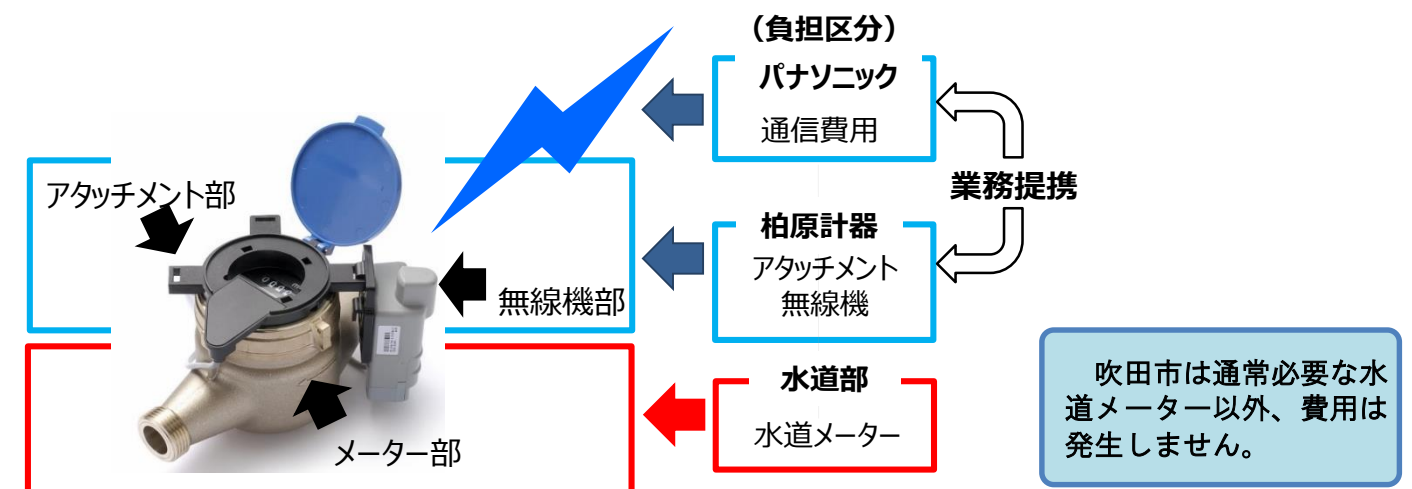 （負担区分）
パナソニック
通信費用
アタッチメント部
業務提携
柏原計器
アタッチメント
無線機
無線機部
水道部
水道メーター
メーター部
吹田市は通常必要な水
道メーター以外、費用は
発生しません。